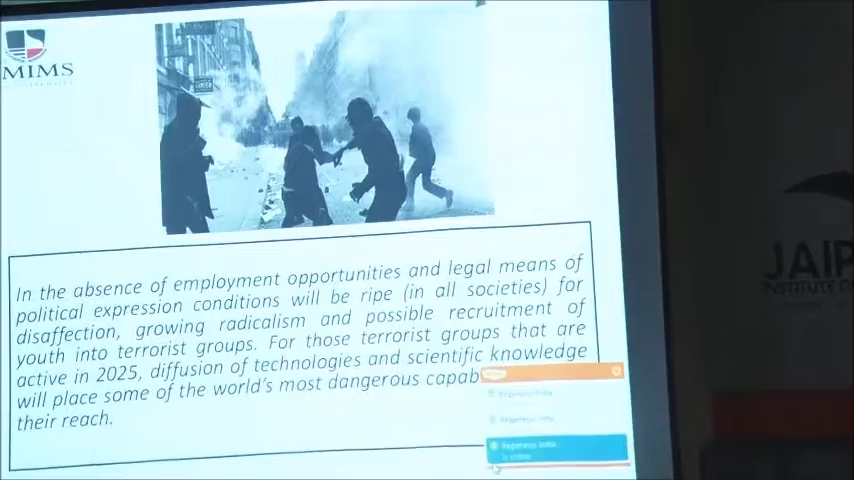 MIMS
In the absence of employment opportunities and legal means of
political expression conditions will be ripe (in all societies) for
disaffection, growing radicalism and possible recruitment of
youth into terrorist groups. For those terrorist groups that are
active in 2025, diffusion of technologies and scientific knowledge
will place some of the world's most dangerous capab
their reach.
JAIP
INSTITUTE O